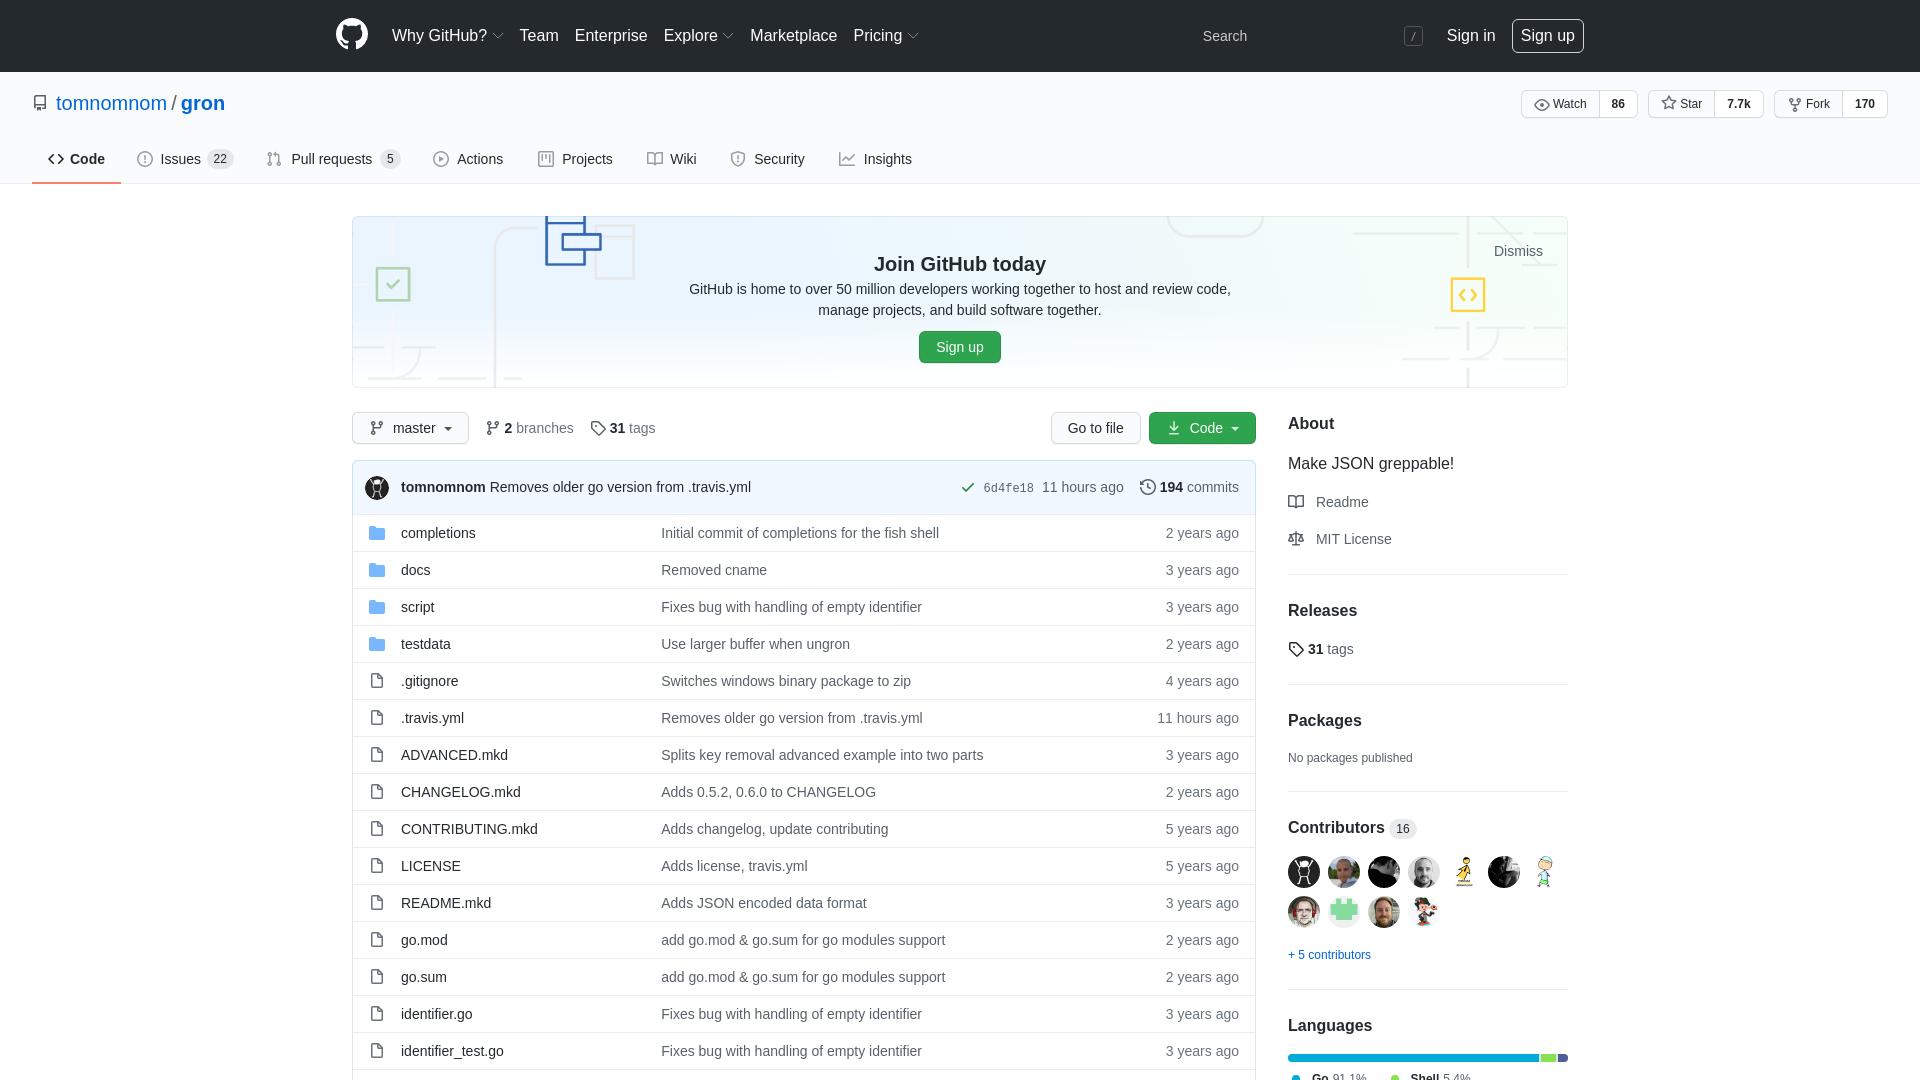 Why GitHub? Team Enterprise Explore Marketplace Pricing Search / Sign in Sign up
tomnomnom / gron Watch 86 Star 7.7k Fork 170
Code Issues 22 Pull requests 5 Actions Projects Wiki Security Insights
Dismiss
Join GitHub today
GitHub is home to over 50 million developers working together to host and review code,
manage projects, and build software together.
Sign up
master 2 branches 31 tags Go to file Code
tomnomnom Removes older go version from .travis.yml 6d4fe18 11 hours ago 194 commits
completions Initial commit of completions for the fish shell 2 years ago
docs Removed cname 3 years ago
script Fixes bug with handling of empty identifier 3 years ago
testdata Use larger buffer when ungron 2 years ago
.gitignore Switches windows binary package to zip 4 years ago
.travis.yml Removes older go version from .travis.yml 11 hours ago
ADVANCED.mkd Splits key removal advanced example into two parts 3 years ago
CHANGELOG.mkd Adds 0.5.2, 0.6.0 to CHANGELOG 2 years ago
CONTRIBUTING.mkd Adds changelog, update contributing 5 years ago
LICENSE Adds license, travis.yml 5 years ago
README.mkd Adds JSON encoded data format 3 years ago
go.mod add go.mod & go.sum for go modules support 2 years ago
go.sum add go.mod & go.sum for go modules support 2 years ago
identifier.go Fixes bug with handling of empty identifier 3 years ago
identifier_test.go Fixes bug with handling of empty identifier 3 years ago
About
Make JSON greppable!
Readme
MIT License
Releases
31 tags
Packages
No packages published
Contributors 16
+ 5 contributors
Languages
Go 91.1% Shell 5.4%